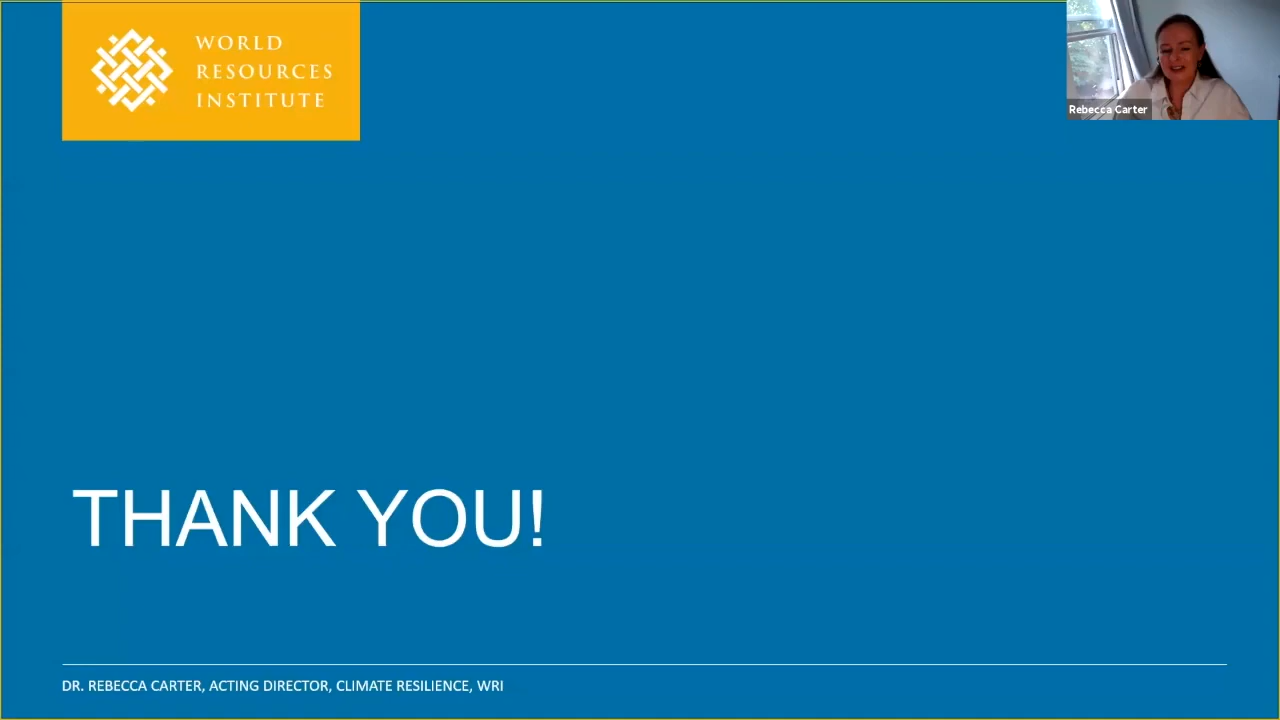 WORLD
RESOURCES
INSTITUTE
Rebecca Carter
THANK YOU!
DR. REBECCA CARTER, ACTING DIRECTOR, CLIMATE RESILIENCE, WRI